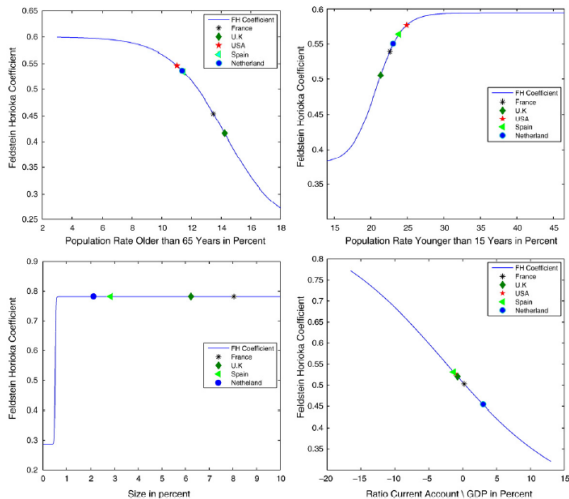 0.65
0.6
0.55
0.5
0.45
0.4
0.35
0.3
0.25
Feldstein Horioka Coefficient
2 4 6 8 10 12 14 16 18
Population Rate Older than 65 Years in Percent
FH Coefficient
France
U.K
USA
Spain
Netherland
0.6
0.55
0.5
0.45
0.4
0.35
Feldstein Horioka Coefficient
15 20 25 30 35 40 45
Population Rate Younger than 15 Years in Percent
FH Coefficient
France
U.K
USA
Spain
Netherland
0.9
0.8
0.7
0.6
0.5
0.4
0.3
0.2
Feldstein Horioka Coefficient
0 1 2 3 4 5 6 7 8 9 10
Size in percent
FH Coefficient
France
U.K
Spain
Netheland
0.8
0.75
0.7
0.65
0.6
0.55
0.5
0.45
0.4
0.35
Feldstein Horioka Coefficient
−20 −15 −10 −5 0 5 10 15
Ratio Current Account \ GDP in Percent
FH Coefficient
France
U.K
USA
Spain
Netherland